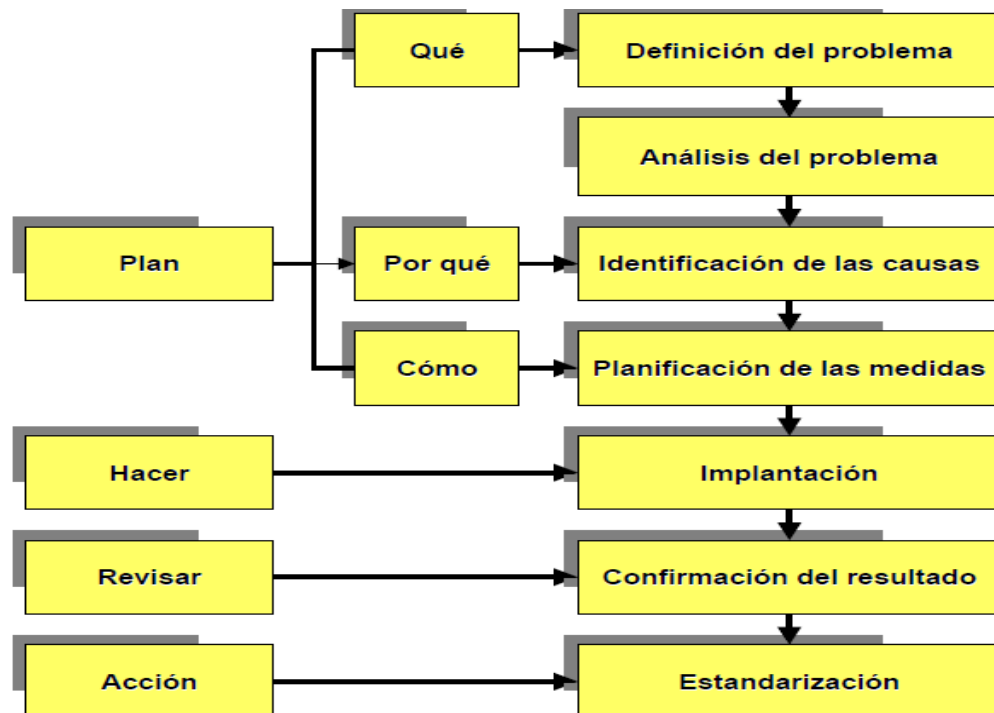 Qué
Definición del problema
Análisis del problema
Plan
Por qué
Identificación de las causas
Cómo
Planificación de las medidas
Hacer
Implantación
Revisar
Confirmación del resultado
Acción
Estandarización